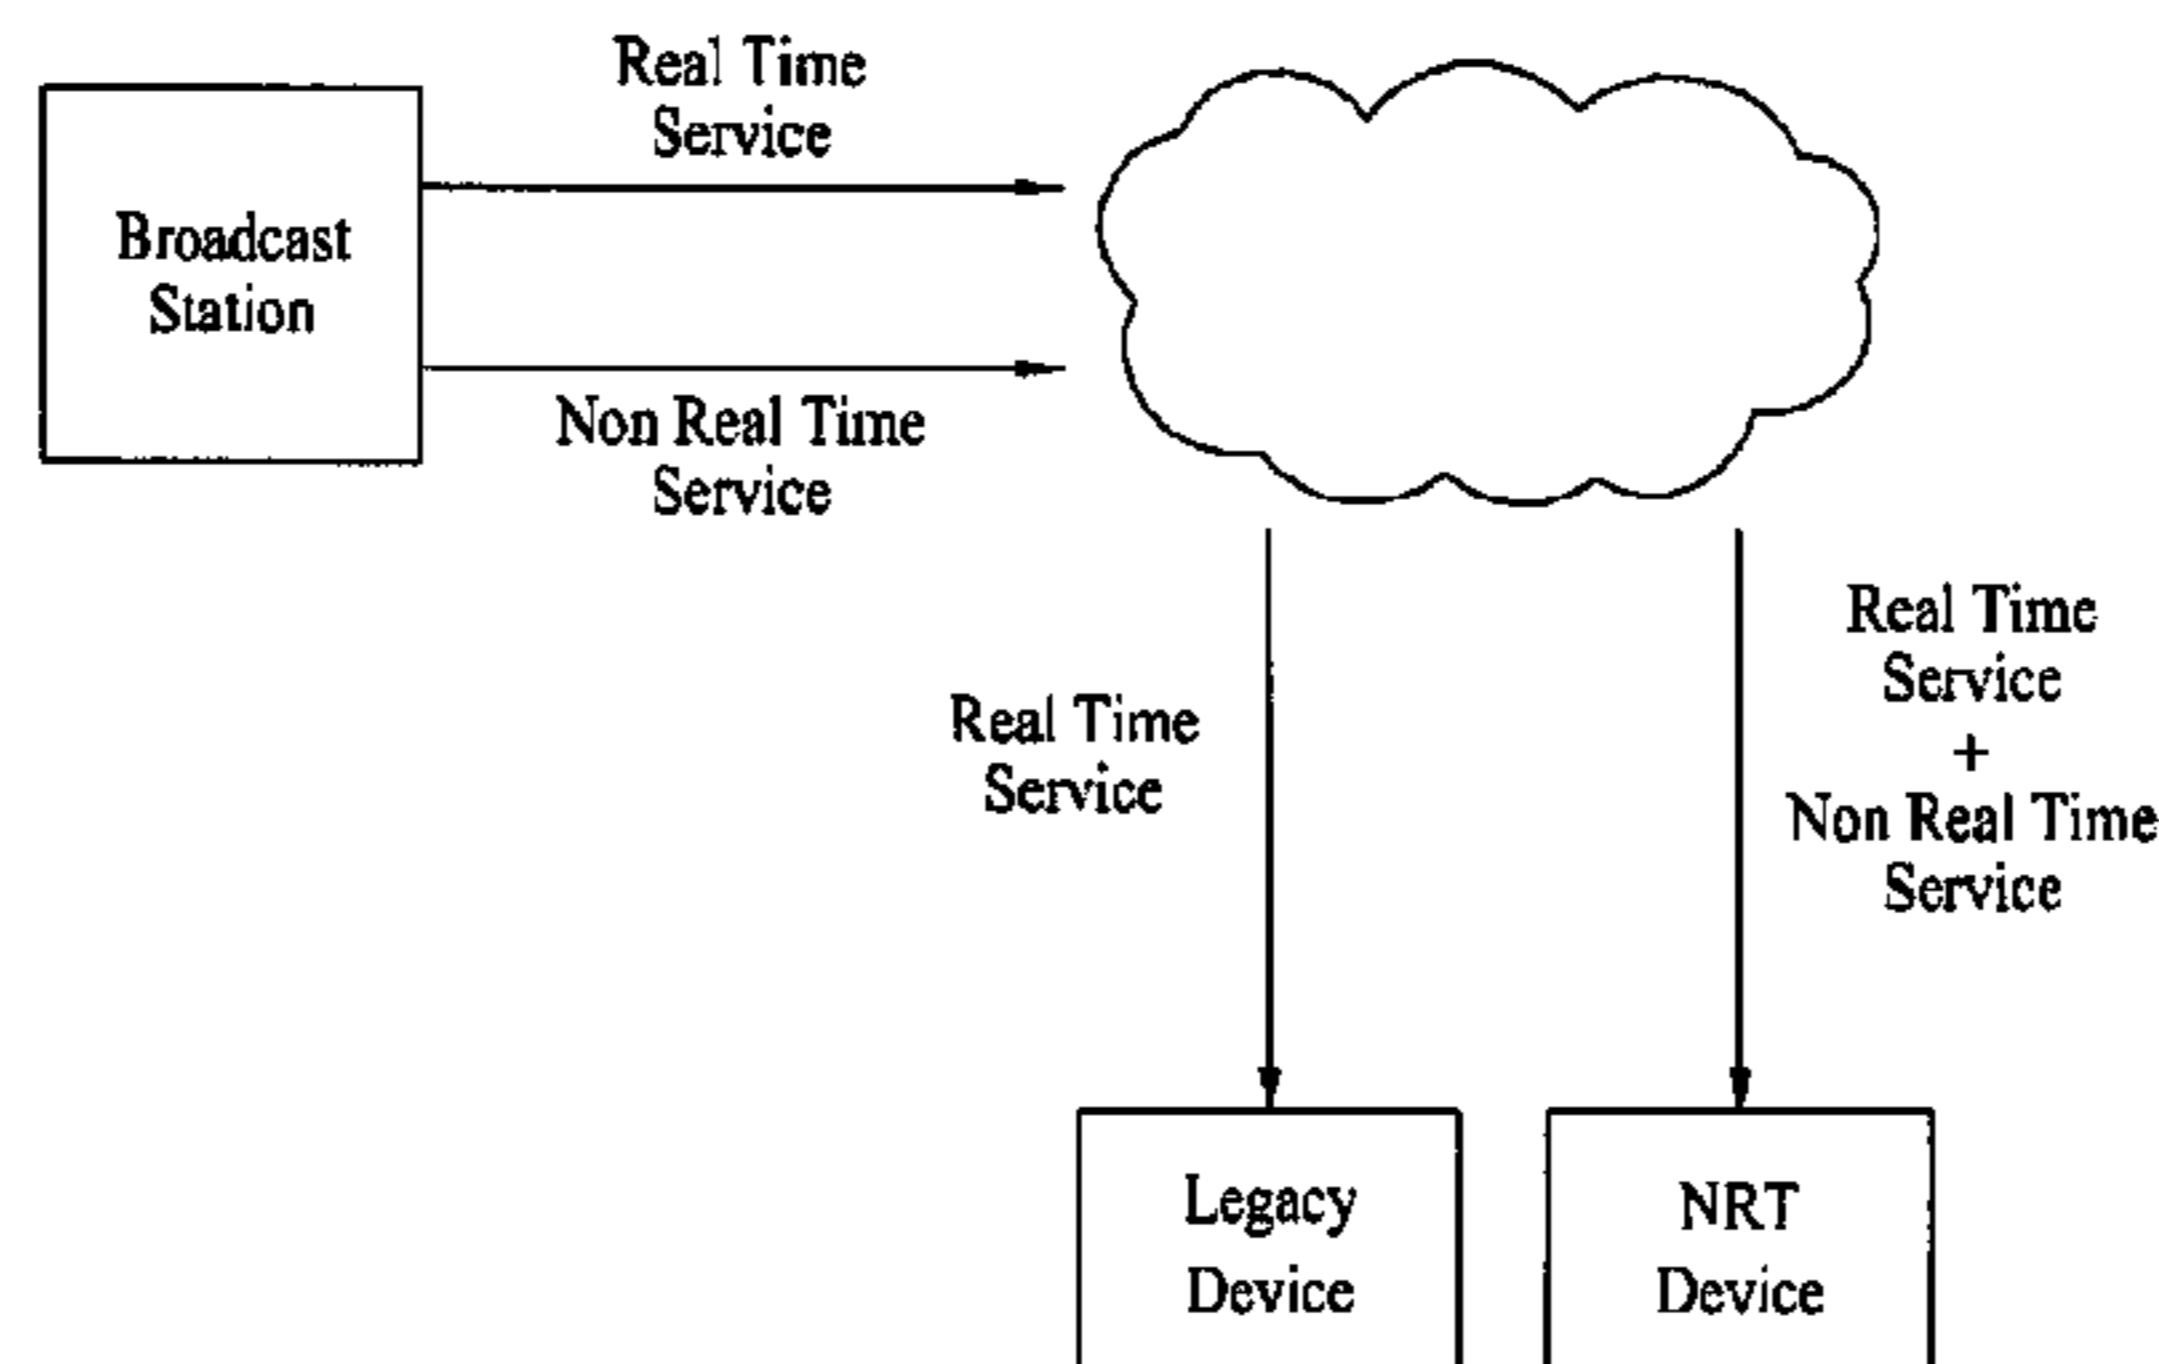 Real Time
Service
Broadcast
Station
Non Real Time
Service
Real Time
Service
Real Time
Service
+
Non Real Time
Service
Legacy
Device
NRT
Device